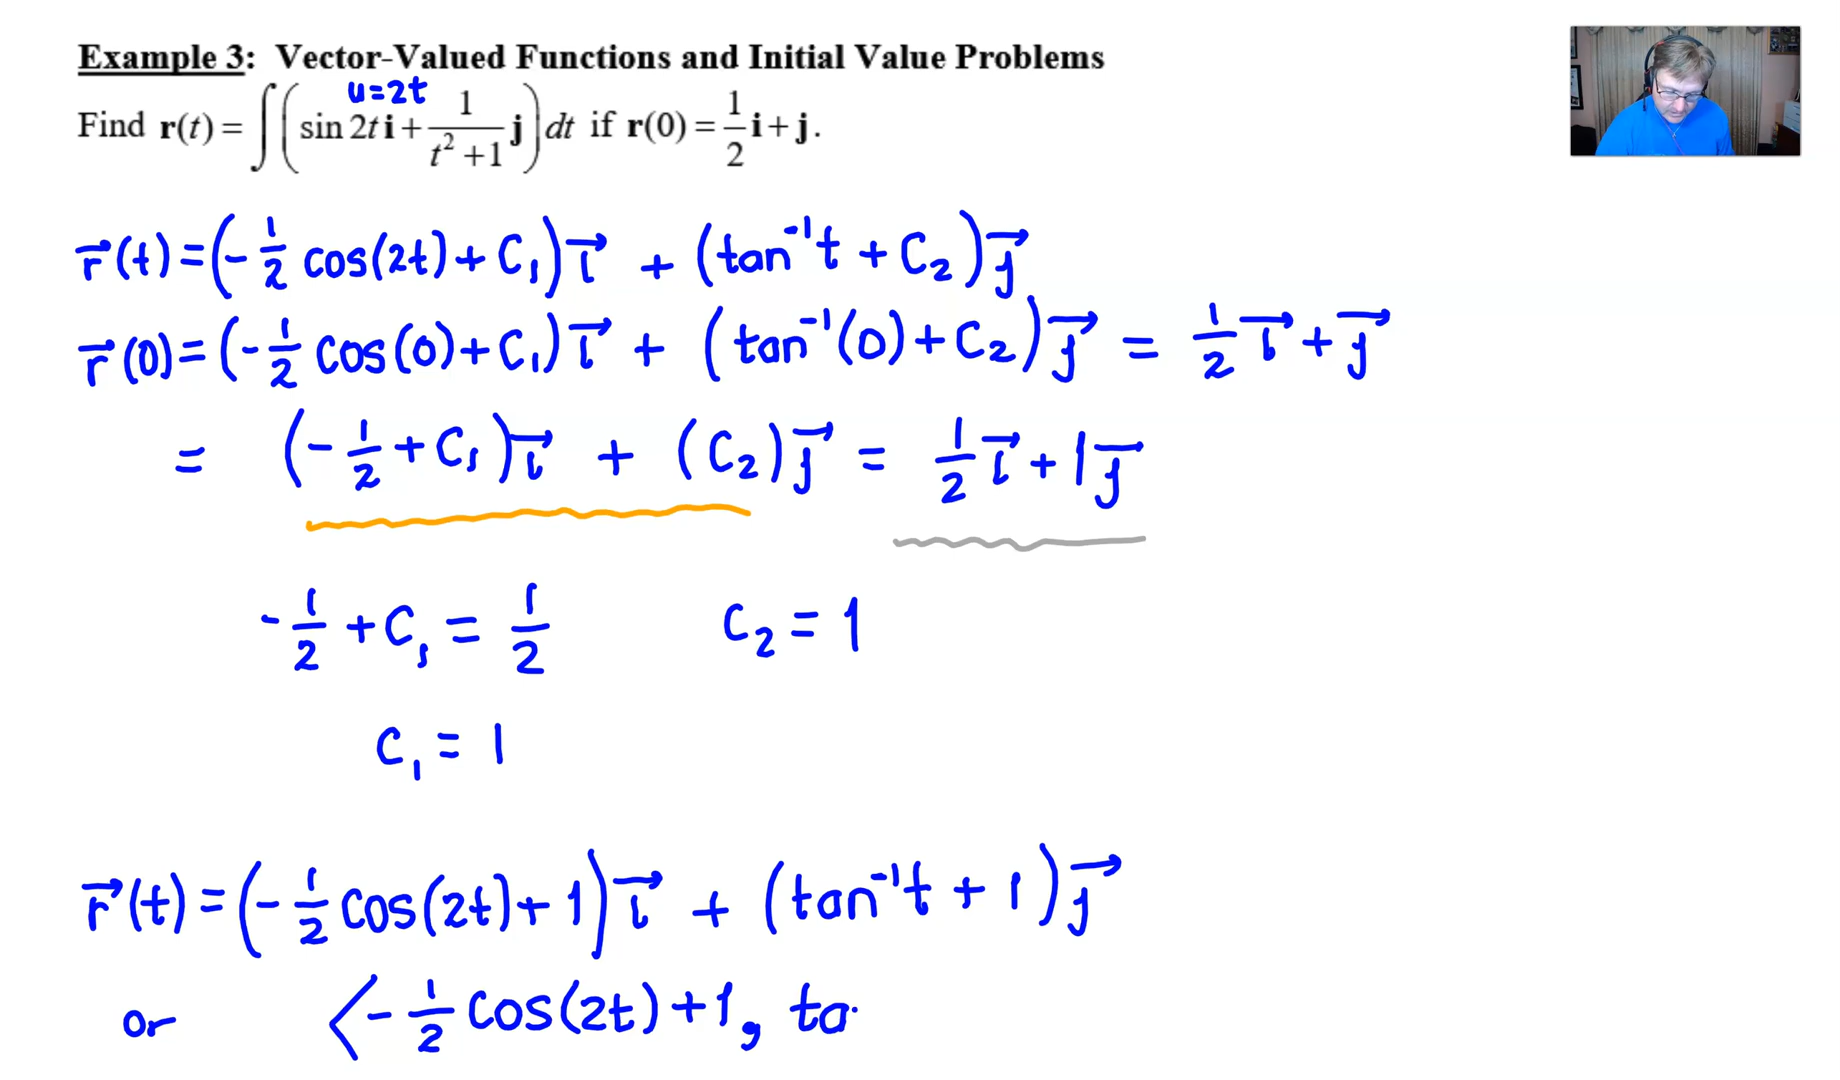 Example 3: Vector-Valued Functions and Initial Value Problems
u=2t
Find r(t) = ∫(sin 2t i + 1/(t² + 1) j) dt if r(0) = 1/2 i + j.
r⃗(t) = (-1/2 cos(2t) + C₁) i⃗ + (tan⁻¹t + C₂) j⃗
r⃗(0) = (-1/2 cos(0) + C₁) i⃗ + (tan⁻¹(0) + C₂) j⃗ = 1/2 i⃗ + j⃗
= (-1/2 + C₁) i⃗ + (C₂) j⃗ = 1/2 i⃗ + 1 j⃗
-1/2 + C₁ = 1/2 C₂ = 1
C₁ = 1
r⃗(t) = (-1/2 cos(2t) + 1) i⃗ + (tan⁻¹t + 1) j⃗
or ⟨-1/2 cos(2t) + 1, ta